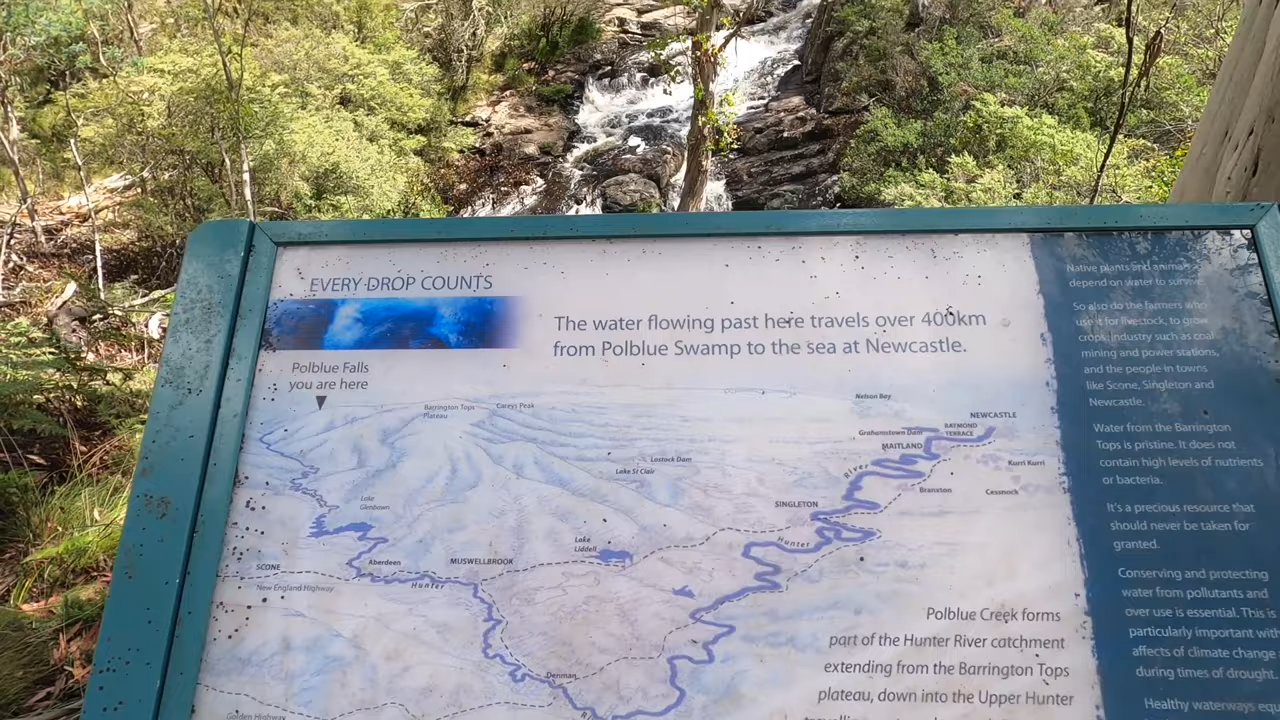 EVERY DROP COUNTS
The water flowing past here travels over 400km
from Polblue Swamp to the sea at Newcastle.
Polblue Falls
you are here
Barrington Tops
Plateau
Careys Peak
Nelson Bay
NEWCASTLE
Grahamstown Dam
RAYMOND
TERRACE
MAITLAND
River
Lostock Dam
Lake St Clair
Kurri Kurri
Branxton
Cessnock
Lake
Glenbawn
SINGLETON
Hunter
Lake
Liddell
SCONE
Aberdeen
MUSWELLBROOK
New England Highway
Hunter
Denman
Golden Highway
Polblue Creek forms
part of the Hunter River catchment
extending from the Barrington Tops
plateau, down into the Upper Hunter
Native plants and animals
depend on water to survive.
So also do the farmers who
use it for livestock, to grow
crops, industry such as coal
mining and power stations,
and the people in towns
like Scone, Singleton and
Newcastle.
Water from the Barrington
Tops is pristine. It does not
contain high levels of nutrients
or bacteria.
It's a precious resource that
should never be taken for
granted.
Conserving and protecting
water from pollutants and
over use is essential. This is
particularly important with
affects of climate change
during times of drought.
Healthy waterways